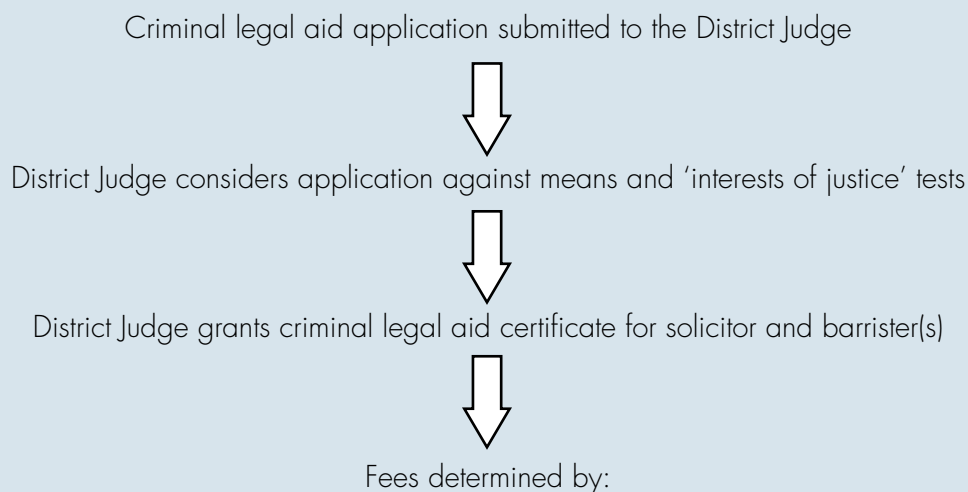 Criminal legal aid application submitted to the District Judge
District Judge considers application against means and ‘interests of justice’ tests
District Judge grants criminal legal aid certificate for solicitor and barrister(s)
Fees determined by: